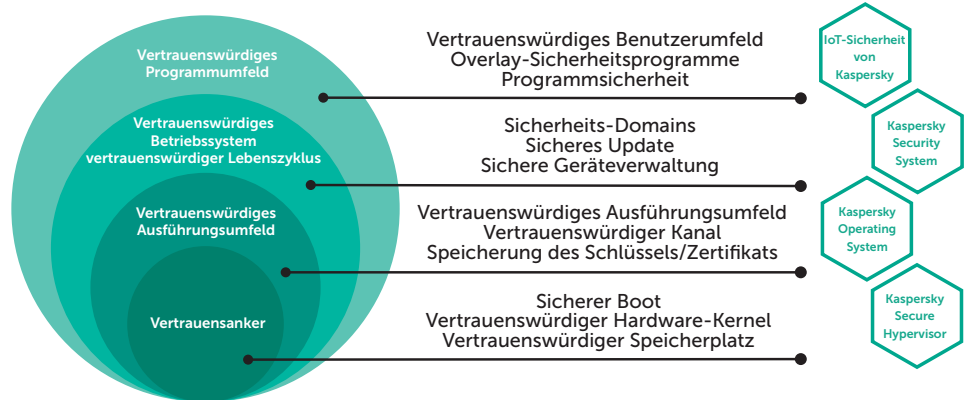 Vertrauenswürdiges
Programmumfeld
Vertrauenswürdiges Benutzerumfeld
Overlay-Sicherheitsprogramme
Programmsicherheit
IoT-Sicherheit
von
Kaspersky
Vertrauenswürdiges
Betriebssystem
vertrauenswürdiger Lebenszyklus
Sicherheits-Domains
Sicheres Update
Sichere Geräteverwaltung
Kaspersky
Security
System
Vertrauenswürdiges
Ausführungsumfeld
Vertrauenswürdiges Ausführungsumfeld
Vertrauenswürdiger Kanal
Speicherung des Schlüssels/Zertifikats
Kaspersky
Operating
System
Vertrauensanker
Sicherer Boot
Vertrauenswürdiger Hardware-Kernel
Vertrauenswürdiger Speicherplatz
Kaspersky
Secure
Hypervisor